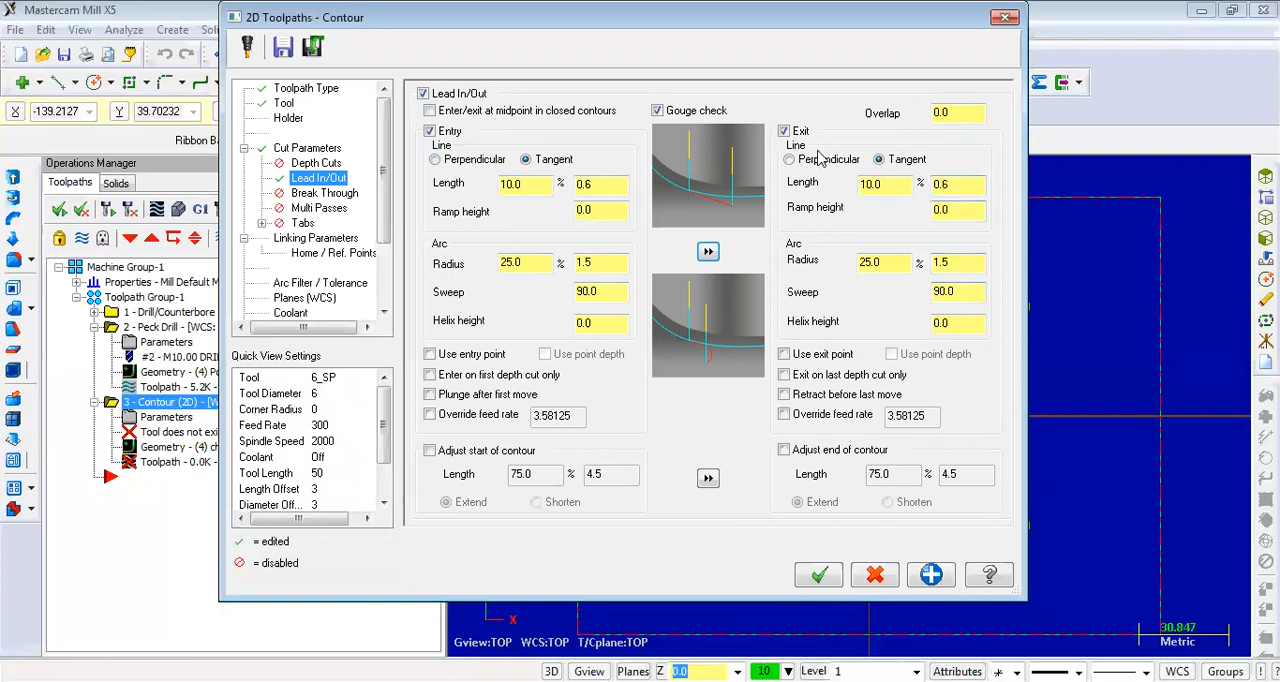 Mastercam Mill X5
File Edit View Analyze Create
X -139.2127 Y 39.70232
Ribbon Ba
Operations Manager
Toolpaths Solids
G1
Machine Group-1
Properties - Mill Default M
Toolpath Group-1
1 - Drill/Counterbore
2 - Peck Drill - [WCS:
Parameters
#2 - M10.00 DRI
Geometry - (4) Po
Toolpath - 5.2K
3 - Contour (2D) - [W
Parameters
Tool does not exi
Geometry - (4) ch
Toolpath - 0.0K
2D Toolpaths - Contour
Toolpath Type
Tool
Holder
Cut Parameters
Depth Cuts
Lead In/Out
Break Through
Multi Passes
Tabs
Linking Parameters
Home / Ref. Points
Arc Filter / Tolerance
Planes (WCS)
Coolant
Quick View Settings
Tool 6_SP
Tool Diameter 6
Corner Radius 0
Feed Rate 300
Spindle Speed 2000
Coolant Off
Tool Length 50
Length Offset 3
Diameter Off... 3
= edited
= disabled
Lead In/Out
Enter/exit at midpoint in closed contours
Gouge check
Overlap 0.0
Entry
Line
Perpendicular Tangent
Length 10.0 % 0.6
Ramp height 0.0
Arc
Radius 25.0 % 1.5
Sweep 90.0
Helix height 0.0
Use entry point Use point depth
Enter on first depth cut only
Plunge after first move
Override feed rate 3.58125
Adjust start of contour
Length 75.0 % 4.5
Extend Shorten
Exit
Line
Perpendicular Tangent
Length 10.0 % 0.6
Ramp height 0.0
Arc
Radius 25.0 % 1.5
Sweep 90.0
Helix height 0.0
Use exit point Use point depth
Exit on last depth cut only
Retract before last move
Override feed rate 3.58125
Adjust end of contour
Length 75.0 % 4.5
Extend Shorten
X
Gview:TOP WCS:TOP T/Cplane:TOP
30.847
Metric
3D Gview Planes Z 0.0 10 Level 1 Attributes WCS Groups